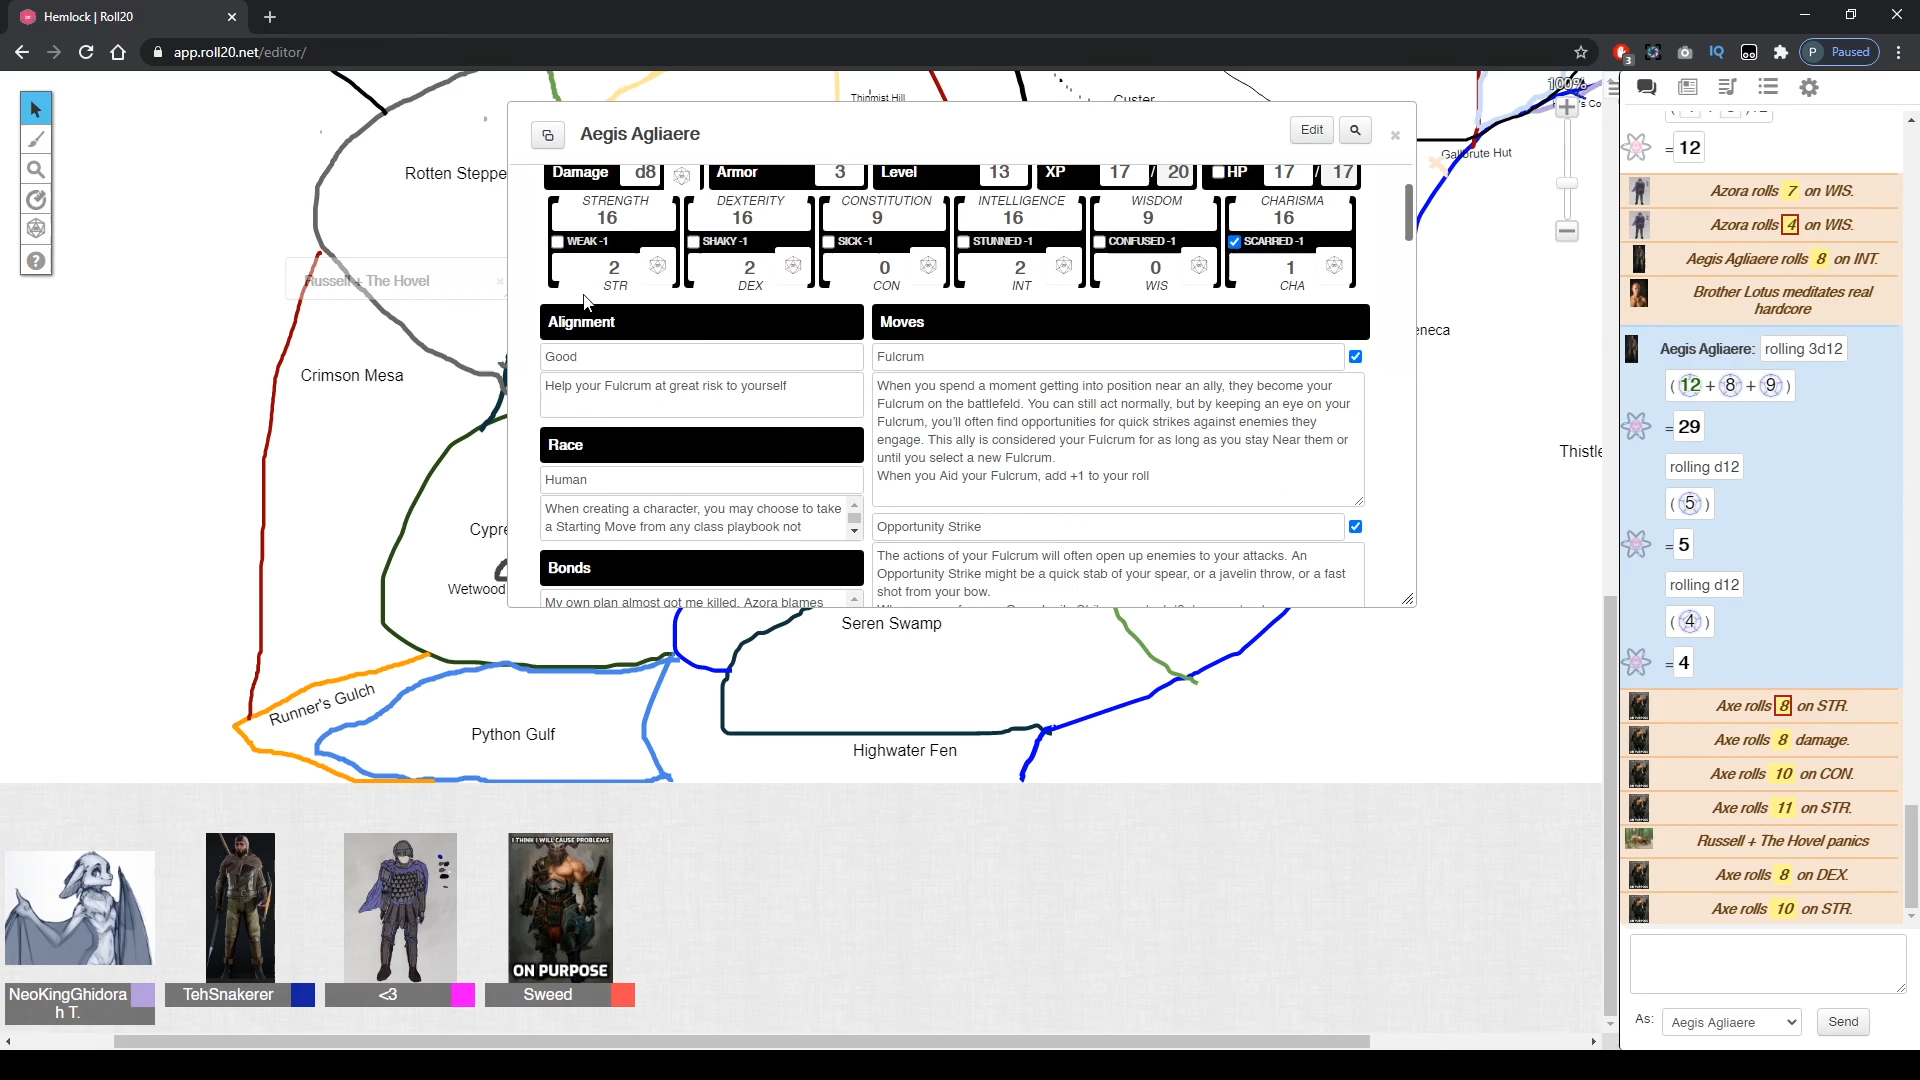 Hemlock | Roll20
app.roll20.net/editor/
3
P Paused
Thinmist Hill
Custer
100%
Gallbrute Hut
Rotten Steppe
Russell + The Hovel
Crimson Mesa
Wetwood
Seren Swamp
Runner's Gulch
Python Gulf
Highwater Fen
Aegis Agliaere
Edit
Damage d8
Armor 3
Level 13
XP 17 / 20
HP 17 / 17
STRENGTH DEXTERITY CONSTITUTION INTELLIGENCE WISDOM CHARISMA
16 16 9 16 9 16
WEAK -1 SHAKY -1 SICK -1 STUNNED -1 CONFUSED -1 SCARRED -1
2 2 0 2 0 1
STR DEX CON INT WIS CHA
Alignment
Good
Help your Fulcrum at great risk to yourself
Race
Human
When creating a character, you may choose to take
a Starting Move from any class playbook not
Bonds
My own plan almost got me killed. Azora blames
Moves
Fulcrum
When you spend a moment getting into position near an ally, they become your
Fulcrum on the battlefeld. You can still act normally, but by keeping an eye on your
Fulcrum, you'll often find opportunities for quick strikes against enemies they
engage. This ally is considered your Fulcrum for as long as you stay Near them or
until you select a new Fulcrum.
When you Aid your Fulcrum, add +1 to your roll
Opportunity Strike
The actions of your Fulcrum will often open up enemies to your attacks. An
Opportunity Strike might be a quick stab of your spear, or a javelin throw, or a fast
shot from your bow.
= 12
Azora rolls 7 on WIS.
Azora rolls 4 on WIS.
Aegis Agliaere rolls 8 on INT.
Brother Lotus meditates real
hardcore
Aegis Agliaere: rolling 3d12
( 12 + 8 + 9 )
= 29
rolling d12
( 5 )
= 5
rolling d12
( 4 )
= 4
Axe rolls 8 on STR.
Axe rolls 8 damage.
Axe rolls 10 on CON.
Axe rolls 11 on STR.
Russell + The Hovel panics
Axe rolls 8 on DEX.
Axe rolls 10 on STR.
As: Aegis Agliaere
Send
I THINK I WILL CAUSE PROBLEMS
ON PURPOSE
NeoKingGhidora
h T.
TehSnakerer
<3
Sweed